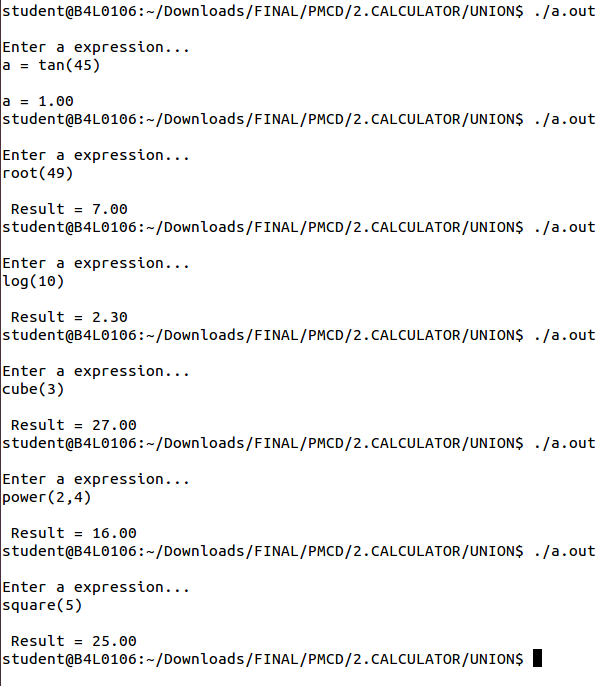 student@B4L0106:~/Downloads/FINAL/PMCD/2.CALCULATOR/UNION$ ./a.out
Enter a expression...
a = tan(45)
a = 1.00
student@B4L0106:~/Downloads/FINAL/PMCD/2.CALCULATOR/UNION$ ./a.out
Enter a expression...
root(49)
Result = 7.00
student@B4L0106:~/Downloads/FINAL/PMCD/2.CALCULATOR/UNION$ ./a.out
Enter a expression...
log(10)
Result = 2.30
student@B4L0106:~/Downloads/FINAL/PMCD/2.CALCULATOR/UNION$ ./a.out
Enter a expression...
cube(3)
Result = 27.00
student@B4L0106:~/Downloads/FINAL/PMCD/2.CALCULATOR/UNION$ ./a.out
Enter a expression...
power(2,4)
Result = 16.00
student@B4L0106:~/Downloads/FINAL/PMCD/2.CALCULATOR/UNION$ ./a.out
Enter a expression...
square(5)
Result = 25.00
student@B4L0106:~/Downloads/FINAL/PMCD/2.CALCULATOR/UNION$